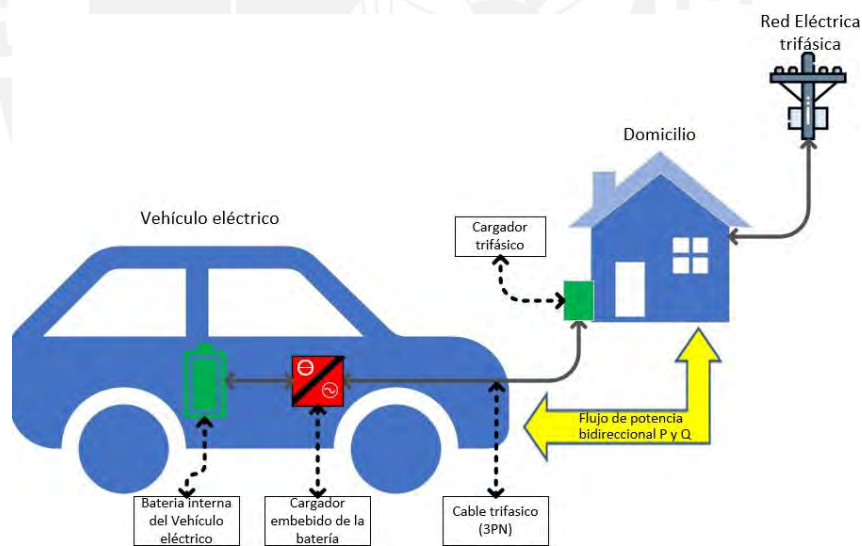 Red Eléctrica
trifásica
Domicilio
Vehículo eléctrico
Cargador
trifásico
Flujo de potencia
bidireccional P y Q
Bateria interna
del Vehículo
eléctrico
Cargador
embebido de la
batería
Cable trifasico
(3PN)